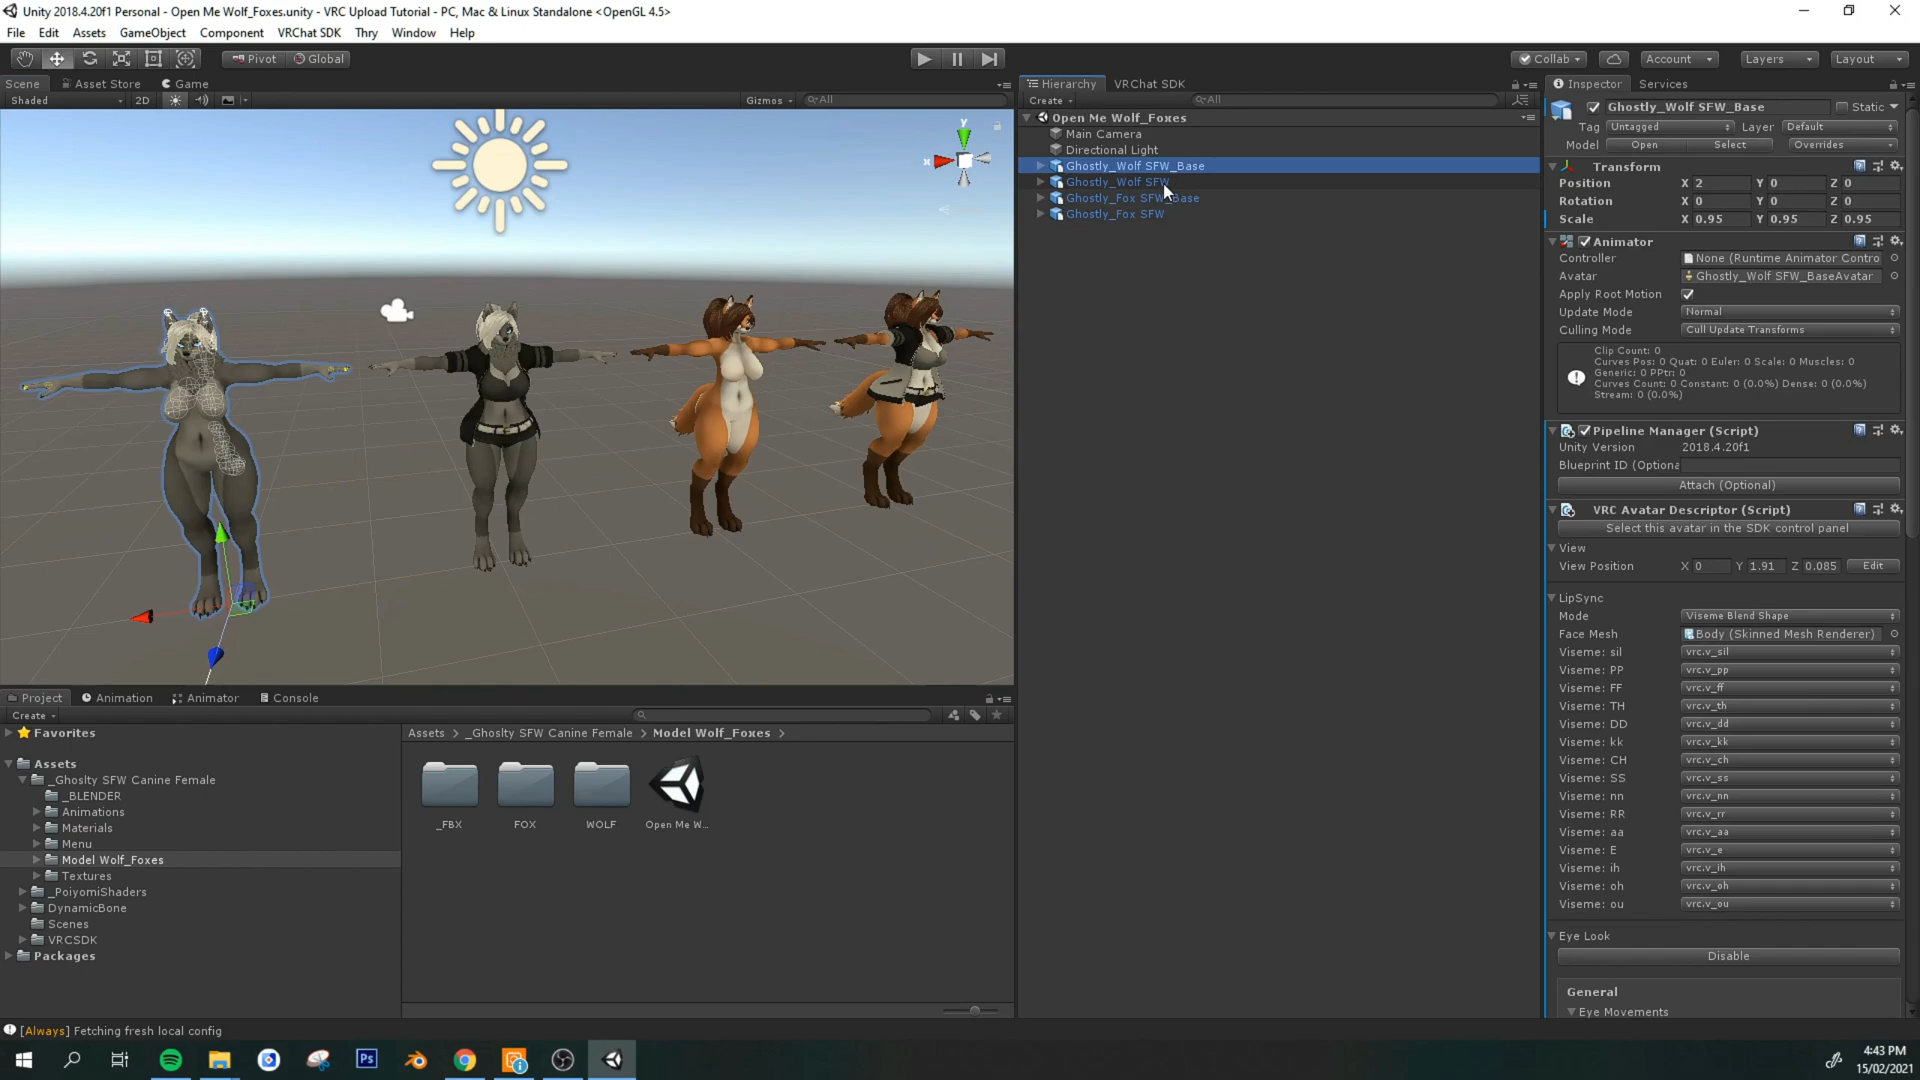 Unity 2018.4.20f1 Personal - Open Me Wolf_Foxes.unity - VRC Upload Tutorial - PC, Mac & Linux Standalone <OpenGL 4.5>
File Edit Assets GameObject Component VRChat SDK Thry Window Help
Pivot Global Collab Account Layers Layout
Scene Asset Store Game
Shaded 2D Gizmos All
Hierarchy VRChat SDK
Create All
Open Me Wolf_Foxes
Main Camera
Directional Light
Ghostly_Wolf SFW_Base
Ghostly_Wolf SFW
Ghostly_Fox SFW_Base
Ghostly_Fox SFW
y
x
Inspector Services
Ghostly_Wolf SFW_Base Static
Tag Untagged Layer Default
Model Open Select Overrides
Transform
Position X 2 Y 0 Z 0
Rotation X 0 Y 0 Z 0
Scale X 0.95 Y 0.95 Z 0.95
Animator
Controller None (Runtime Animator Contro
Avatar Ghostly_Wolf SFW_BaseAvatar
Apply Root Motion
Update Mode Normal
Culling Mode Cull Update Transforms
Clip Count: 0
Curves Pos: 0 Quat: 0 Euler: 0 Scale: 0 Muscles: 0
Generic: 0 PPtr: 0
Curves Count: 0 Constant: 0 (0.0%) Dense: 0 (0.0%)
Stream: 0 (0.0%)
Pipeline Manager (Script)
Unity Version 2018.4.20f1
Blueprint ID (Optiona
Attach (Optional)
VRC Avatar Descriptor (Script)
Select this avatar in the SDK control panel
View
View Position X 0 Y 1.91 Z 0.085 Edit
LipSync
Mode Viseme Blend Shape
Face Mesh Body (Skinned Mesh Renderer)
Viseme: sil vrc.v_sil
Viseme: PP vrc.v_pp
Viseme: FF vrc.v_ff
Viseme: TH vrc.v_th
Viseme: DD vrc.v_dd
Viseme: kk vrc.v_kk
Viseme: CH vrc.v_ch
Viseme: SS vrc.v_ss
Viseme: nn vrc.v_nn
Viseme: RR vrc.v_rr
Viseme: aa vrc.v_aa
Viseme: E vrc.v_e
Viseme: ih vrc.v_ih
Viseme: oh vrc.v_oh
Viseme: ou vrc.v_ou
Eye Look
Disable
General
Eye Movements
Project Animation Animator Console
Create
Favorites
Assets
_Ghoslty SFW Canine Female
_BLENDER
Animations
Materials
Menu
Model Wolf_Foxes
Textures
_PoiyomiShaders
DynamicBone
Scenes
VRCSDK
Packages
Assets > _Ghoslty SFW Canine Female > Model Wolf_Foxes >
_FBX FOX WOLF Open Me W...
[Always] Fetching fresh local config
Ps
4:43 PM
15/02/2021